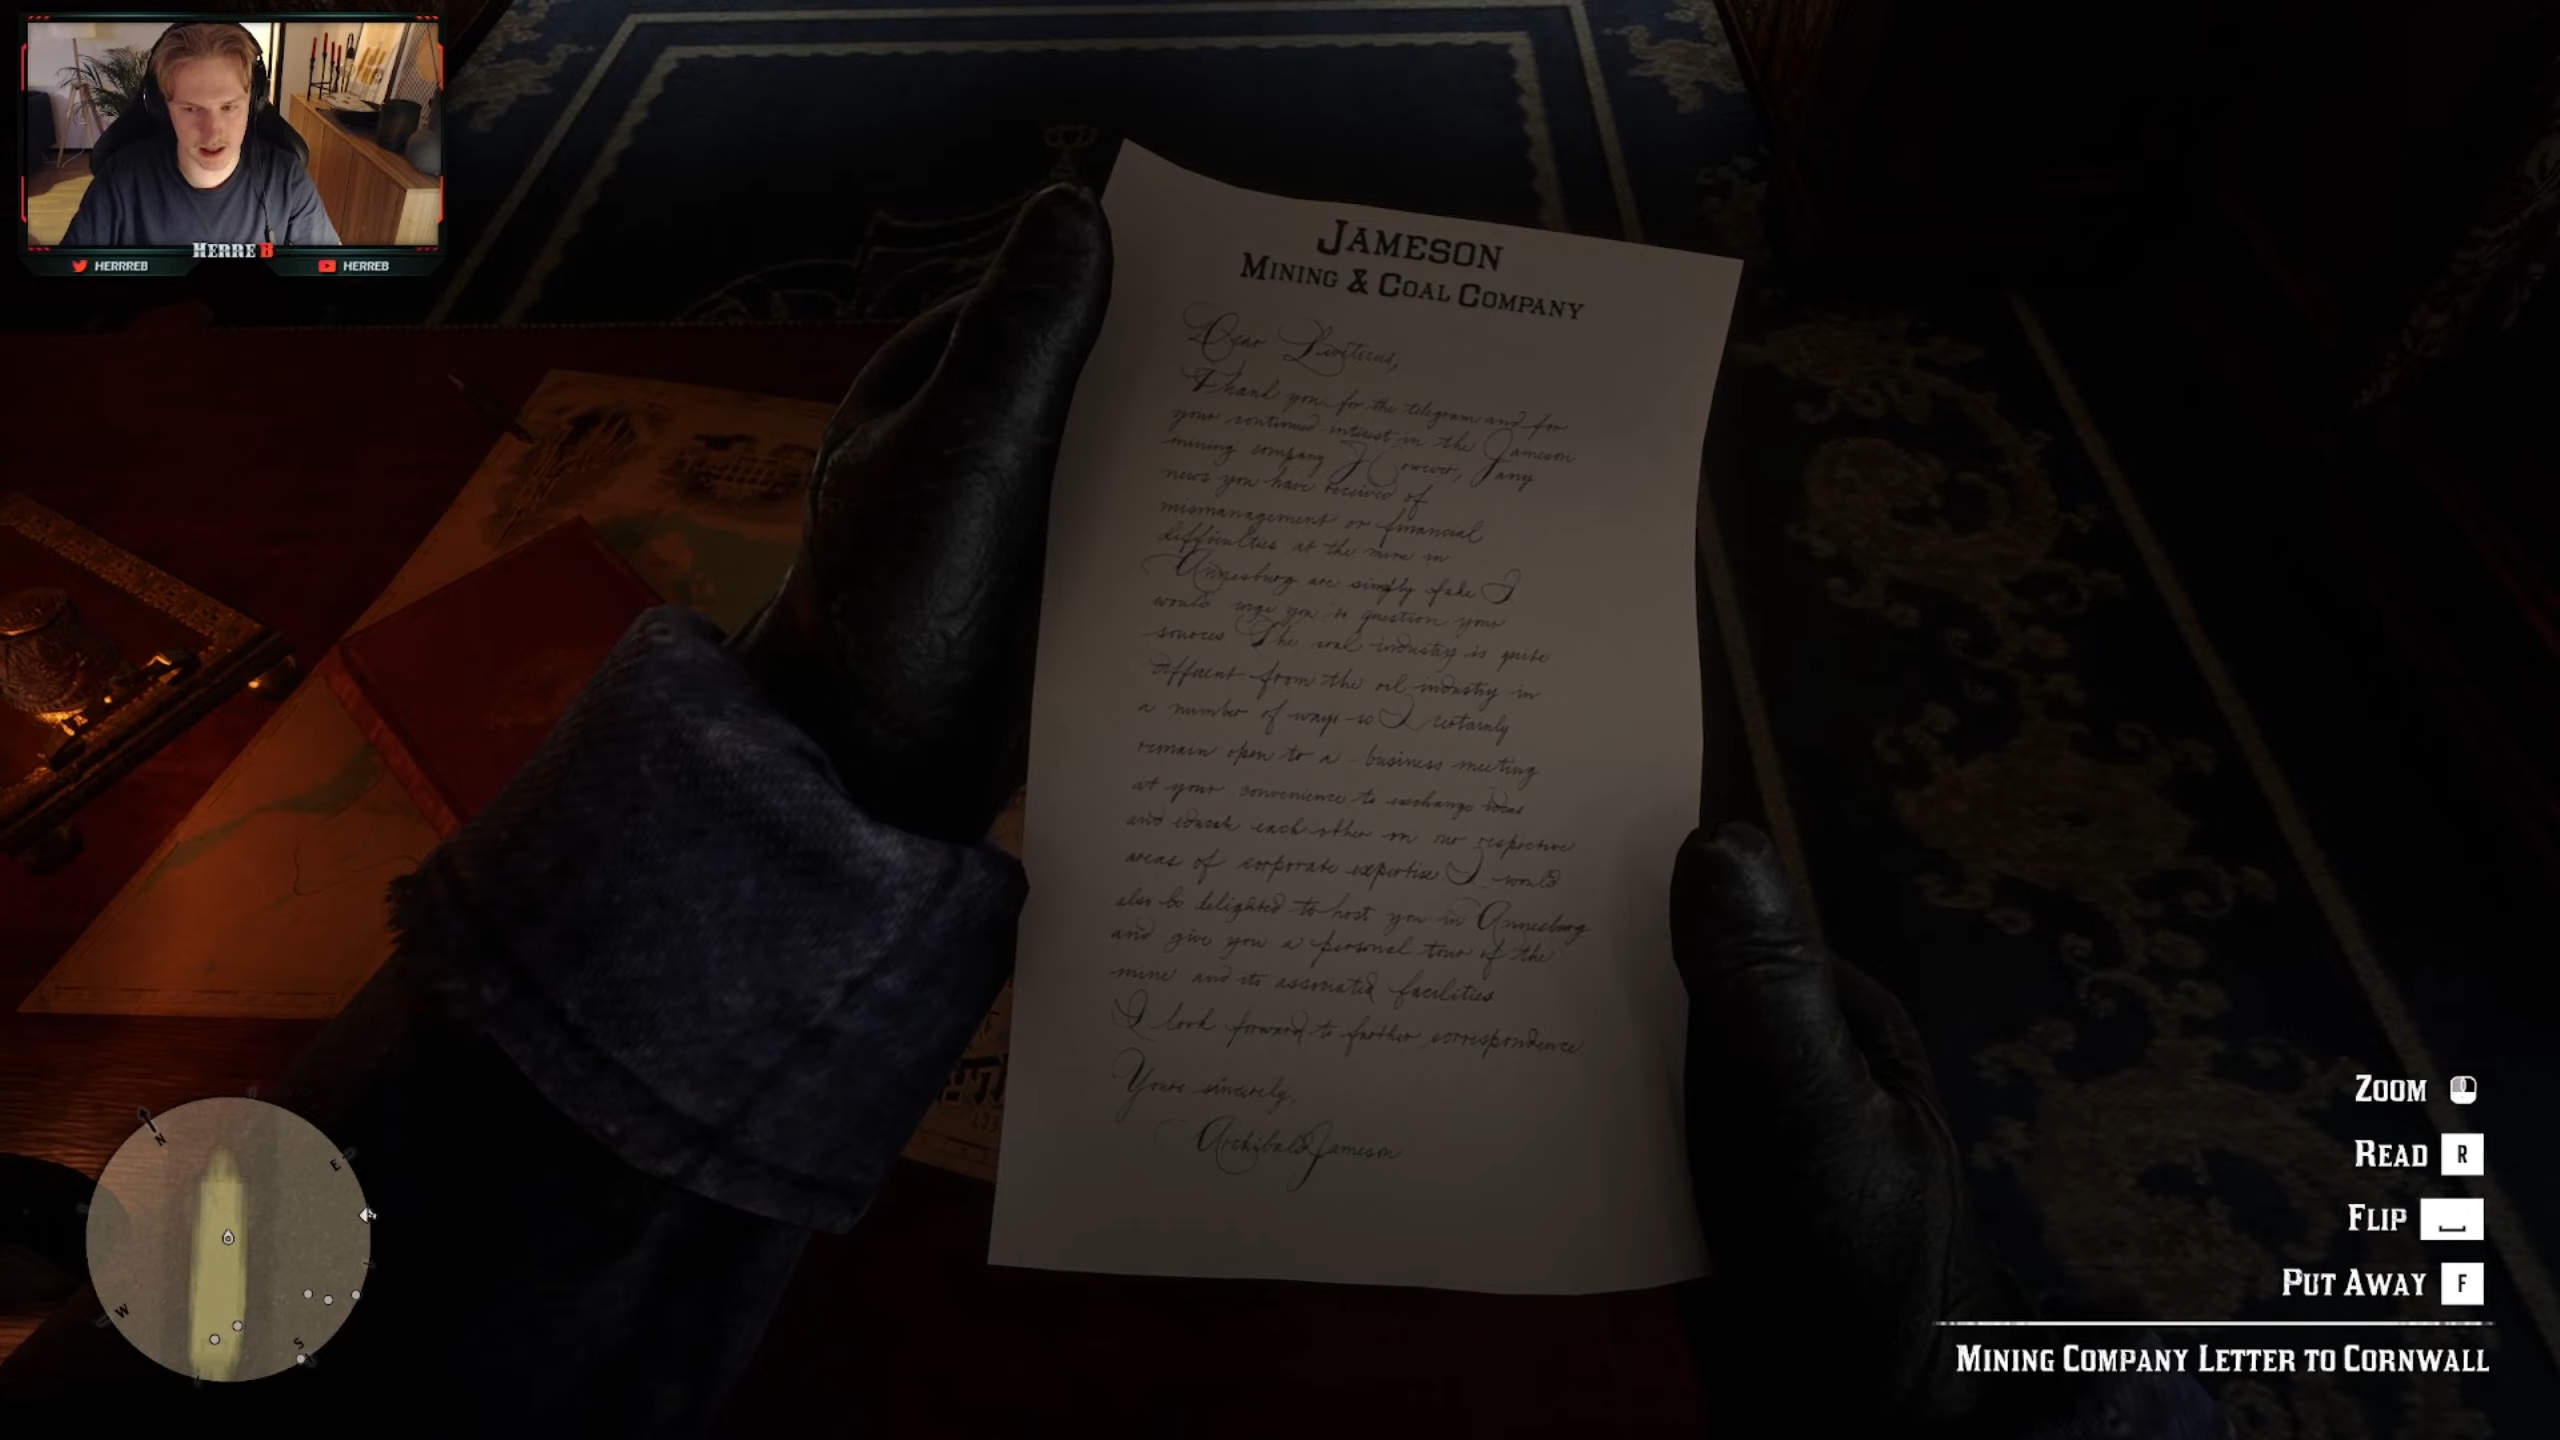 HERRE B
HERRREB
HERREB
JAMESON
MINING & COAL COMPANY
Dear Leviticus,
Thank you for the telegram and for
your continued interest in the Jameson
mining company However, any
news you have received of
mismanagement or financial
difficulties at the mine in
Annesburg are simply fake I
would urge you to question your
sources The coal industry is quite
different from the oil industry in
a number of ways so I certainly
remain open to a business meeting
at your convenience to exchange ideas
and educate each other on our respective
areas of corporate expertise I would
also be delighted to host you in Annesburg
and give you a personal tour of the
mine and its associated facilities
I look forward to further correspondence
Yours sincerely,
Archibald Jameson
N
E
W
S
ZOOM
READ R
FLIP
PUT AWAY F
MINING COMPANY LETTER TO CORNWALL